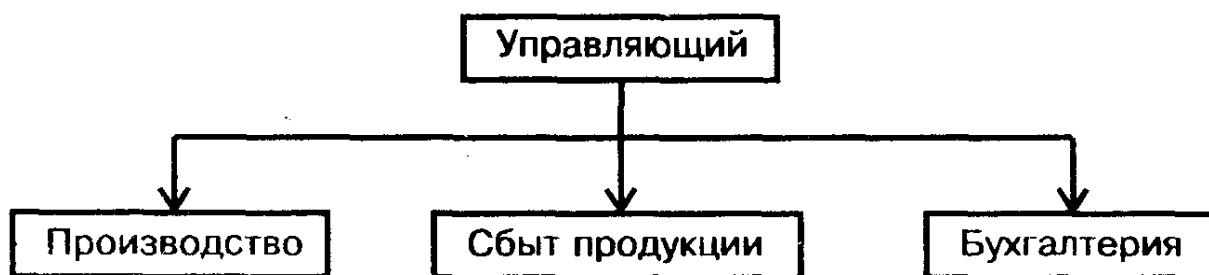 Управляющий
Производство
Сбыт продукции
Бухгалтерия